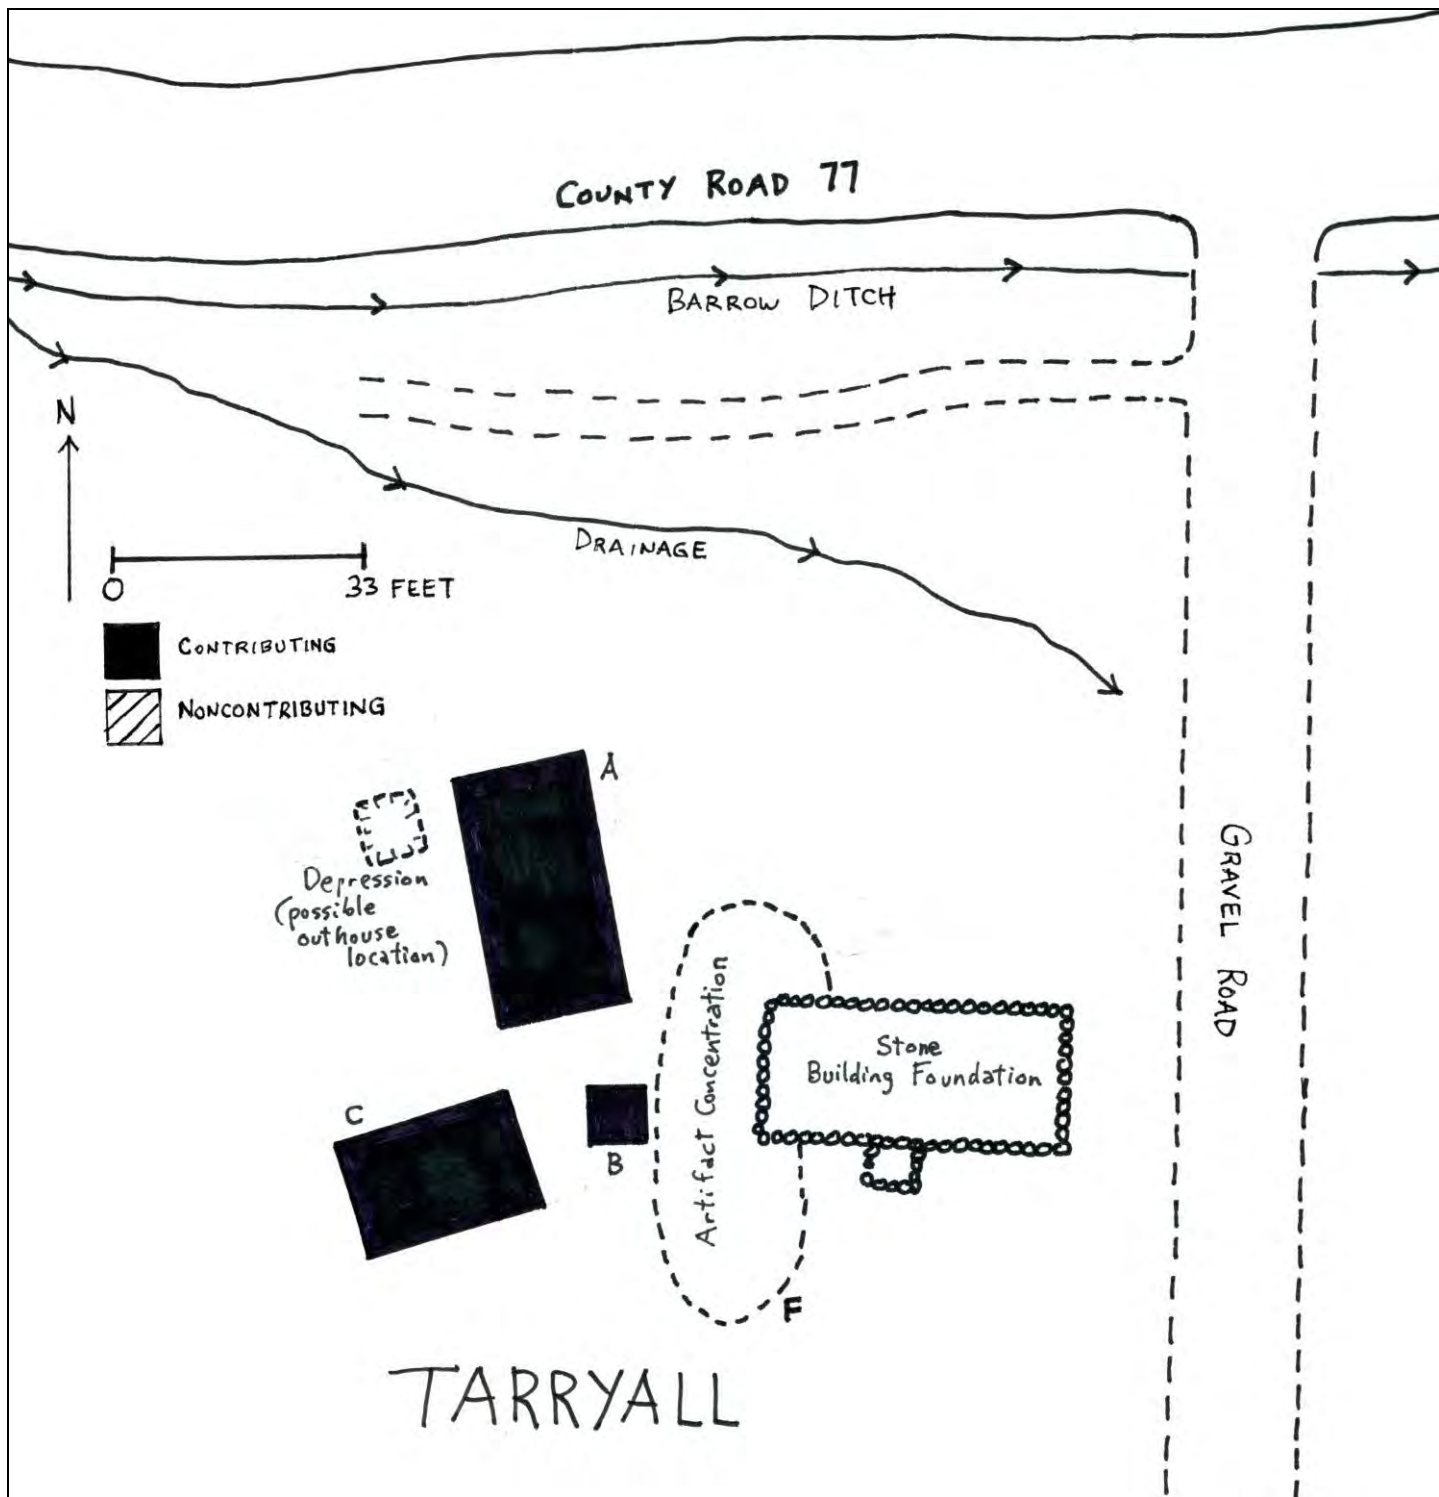 COUNTY ROAD 77
BARROW DITCH
N
DRAINAGE
0
33 FEET
CONTRIBUTING
NONCONTRIBUTING
A
Depression
(possible
outhouse
location)
GRAVEL ROAD
Artifact Concentration
Stone
Building Foundation
C
B
F
TARRYALL